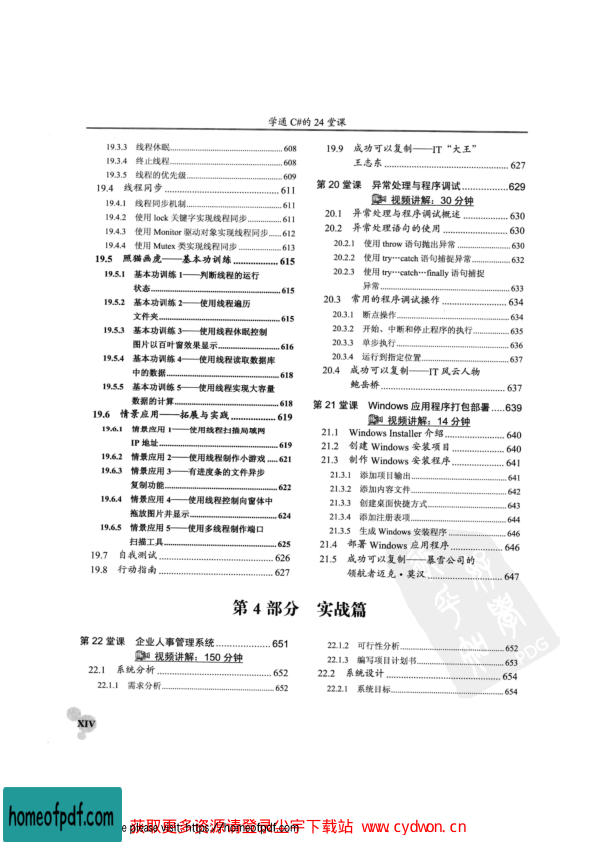 学通 C#的 24 堂课
19.3.3 线程休眠 608
19.3.4 终止线程 608
19.3.5 线程的优先级 609
19.4 线程同步 611
19.4.1 线程同步机制 611
19.4.2 使用 lock 关键字实现线程同步 611
19.4.3 使用 Monitor 驱动对象实现线程同步 612
19.4.4 使用 Mutex 类实现线程同步 613
19.5 照猫画虎——基本功训练 615
19.5.1 基本功训练 1——判断线程的运行
状态 615
19.5.2 基本功训练 2——使用线程遍历
文件夹 615
19.5.3 基本功训练 3——使用线程休眠控制
图片以百叶窗效果显示 616
19.5.4 基本功训练 4——使用线程读取数据库
中的数据 618
19.5.5 基本功训练 5——使用线程实现大容量
数据的计算 618
19.6 情景应用——拓展与实践 619
19.6.1 情景应用 1——使用线程扫描局域网
IP 地址 619
19.6.2 情景应用 2——使用线程制作小游戏 621
19.6.3 情景应用 3——有进度条的文件异步
复制功能 622
19.6.4 情景应用 4——使用线程控制向窗体中
拖放图片并显示 624
19.6.5 情景应用 5——使用多线程制作端口
扫描工具 625
19.7 自我测试 626
19.8 行动指南 627
19.9 成功可以复制——IT“大王”
王志东 627
第 20 堂课 异常处理与程序调试 629
视频讲解：30 分钟
20.1 异常处理与程序调试概述 630
20.2 异常处理语句的使用 630
20.2.1 使用 throw 语句抛出异常 630
20.2.2 使用 try…catch 语句捕捉异常 632
20.2.3 使用 try…catch…finally 语句捕捉
异常 633
20.3 常用的程序调试操作 634
20.3.1 断点操作 634
20.3.2 开始、中断和停止程序的执行 635
20.3.3 单步执行 636
20.3.4 运行到指定位置 637
20.4 成功可以复制——IT 风云人物
鲍岳桥 637
第 21 堂课 Windows 应用程序打包部署 639
视频讲解：14 分钟
21.1 Windows Installer 介绍 640
21.2 创建 Windows 安装项目 640
21.3 制作 Windows 安装程序 641
21.3.1 添加项目输出 641
21.3.2 添加内容文件 642
21.3.3 创建桌面快捷方式 643
21.3.4 添加注册表项 644
21.3.5 生成 Windows 安装程序 646
21.4 部署 Windows 应用程序 646
21.5 成功可以复制——暴雪公司的
领航者迈克·莫汉 647
第 4 部分 实战篇
第 22 堂课 企业人事管理系统 651
视频讲解：150 分钟
22.1 系统分析 652
22.1.1 需求分析 652
22.1.2 可行性分析 652
22.1.3 编写项目计划书 653
22.2 系统设计 654
22.2.1 系统目标 654
PDG
XIV
homeofpdf.com
please visit: https://homeofpdf.com
获取更多资源请登录公宇下载站 www.cydwon.cn